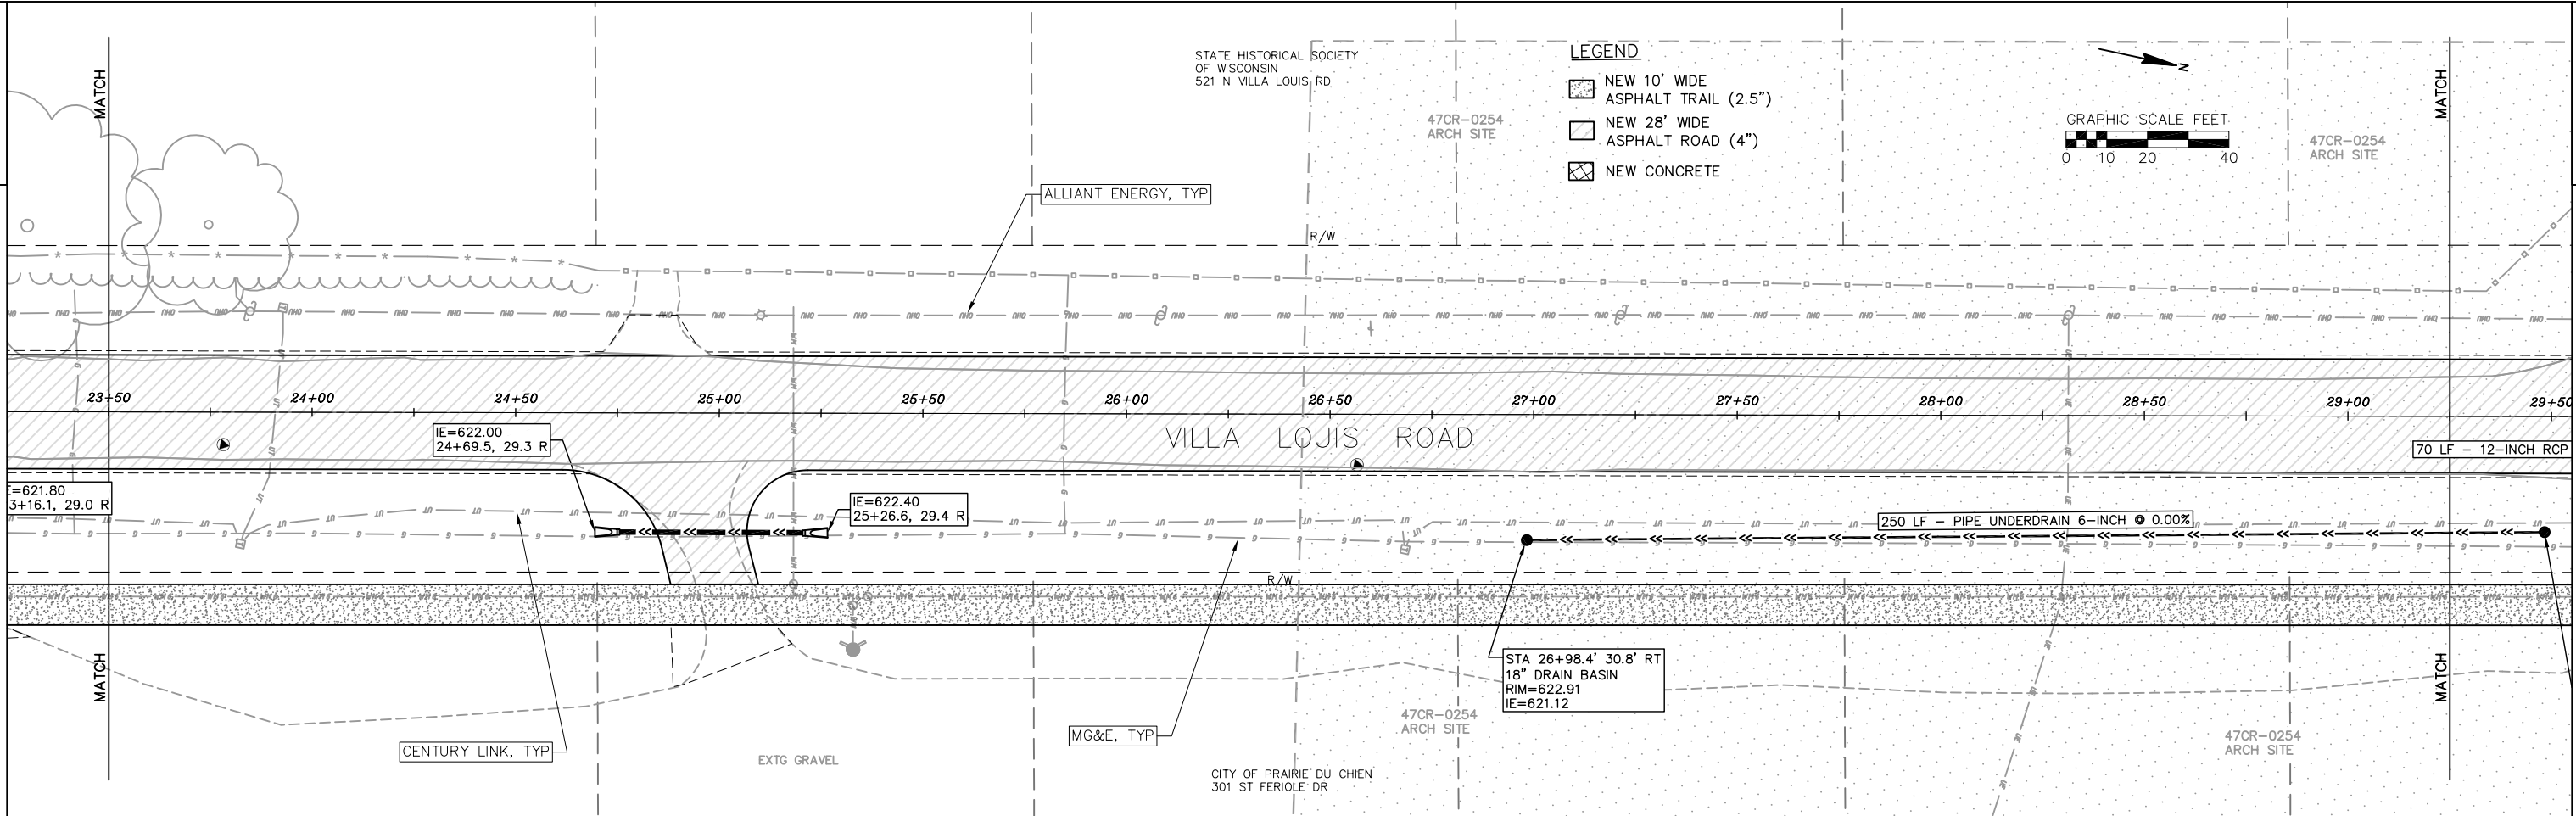 STATE HISTORICAL SOCIETY
OF WISCONSIN
521 N VILLA LOUIS RD
LEGEND
NEW 10' WIDE
ASPHALT TRAIL (2.5")
NEW 28' WIDE
ASPHALT ROAD (4")
NEW CONCRETE
N
GRAPHIC SCALE FEET
0 10 20 40
MATCH
MATCH
47CR-0254
ARCH SITE
47CR-0254
ARCH SITE
ALLIANT ENERGY, TYP
R/W
23+50 24+00 24+50 25+00 25+50 26+00 26+50 27+00 27+50 28+00 28+50 29+00 29+50
VILLA LOUIS ROAD
IE=622.00
24+69.5, 29.3 R
70 LF - 12-INCH RCP
=621.80
3+16.1, 29.0 R
IE=622.40
25+26.6, 29.4 R
250 LF - PIPE UNDERDRAIN 6-INCH @ 0.00%
R/W
STA 26+98.4' 30.8' RT
18" DRAIN BASIN
RIM=622.91
IE=621.12
MATCH
MATCH
CENTURY LINK, TYP
MG&E, TYP
EXTG GRAVEL
47CR-0254
ARCH SITE
47CR-0254
ARCH SITE
CITY OF PRAIRIE DU CHIEN
301 ST FERIOLE DR